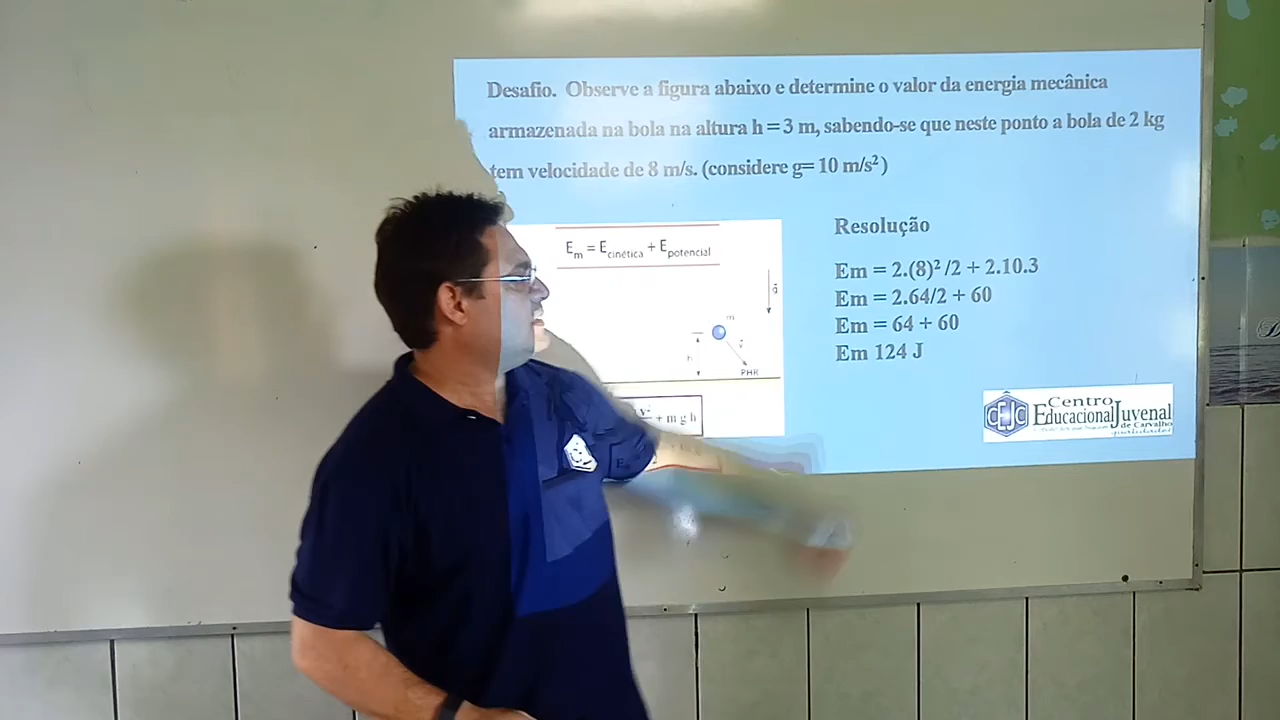 Desafio. Observe a figura abaixo e determine o valor da energia mecânica
armazenada na bola na altura h = 3 m, sabendo-se que neste ponto a bola de 2 kg
tem velocidade de 8 m/s. (considere g= 10 m/s²)
Em = Ecinética + Epotencial
g
m
v
h
PHR
v² + m g h
Resolução
Em = 2.(8)² /2 + 2.10.3
Em = 2.64/2 + 60
Em = 64 + 60
Em 124 J
CEJC
Centro
Educacional Juvenal
de Carvalho